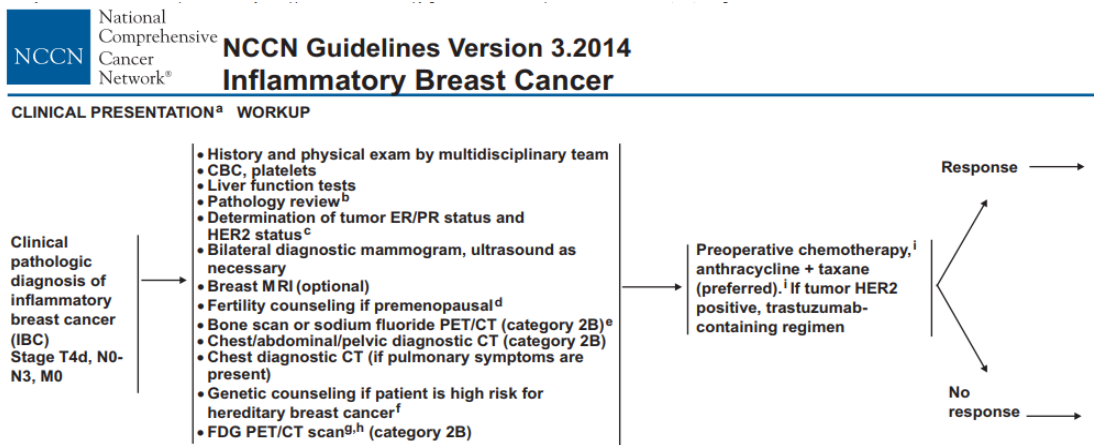 National
Comprehensive
NCCN Cancer
Network®
NCCN Guidelines Version 3.2014
Inflammatory Breast Cancer
CLINICAL PRESENTATIONᵃ WORKUP
Clinical
pathologic
diagnosis of
inflammatory
breast cancer
(IBC)
Stage T4d, N0-
N3, M0
• History and physical exam by multidisciplinary team
• CBC, platelets
• Liver function tests
• Pathology reviewᵇ
• Determination of tumor ER/PR status and
HER2 statusᶜ
• Bilateral diagnostic mammogram, ultrasound as
necessary
• Breast MRI (optional)
• Fertility counseling if premenopausalᵈ
• Bone scan or sodium fluoride PET/CT (category 2B)ᵉ
• Chest/abdominal/pelvic diagnostic CT (category 2B)
• Chest diagnostic CT (if pulmonary symptoms are
present)
• Genetic counseling if patient is high risk for
hereditary breast cancerᶠ
• FDG PET/CT scanᵍ,ʰ (category 2B)
Preoperative chemotherapy,ⁱ
anthracycline + taxane
(preferred).ⁱ If tumor HER2
positive, trastuzumab-
containing regimen
Response
No
response